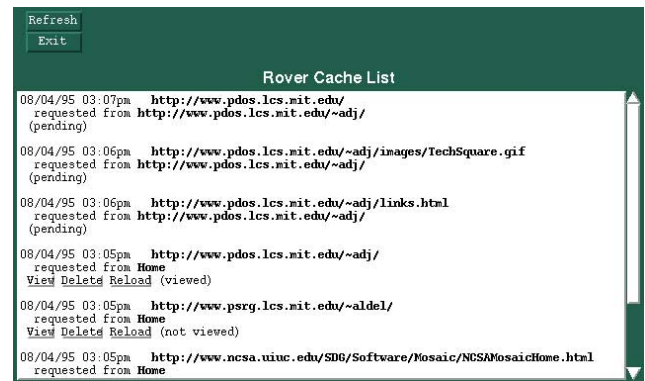 Refresh
Exit
Rover Cache List
08/04/95 03:07pm http://www.pdos.lcs.mit.edu/
requested from http://www.pdos.lcs.mit.edu/~adj/
(pending)
08/04/95 03:06pm http://www.pdos.lcs.mit.edu/~adj/images/TechSquare.gif
requested from http://www.pdos.lcs.mit.edu/~adj/
(pending)
08/04/95 03:06pm http://www.pdos.lcs.mit.edu/~adj/links.html
requested from http://www.pdos.lcs.mit.edu/~adj/
(pending)
08/04/95 03:05pm http://www.pdos.lcs.mit.edu/~adj/
requested from Home
View Delete Reload (viewed)
08/04/95 03:05pm http://www.psrg.lcs.mit.edu/~aldel/
requested from Home
View Delete Reload (not viewed)
08/04/95 03:05pm http://www.ncsa.uiuc.edu/SDG/Software/Mosaic/NCSAMosaicHome.html
requested from Home